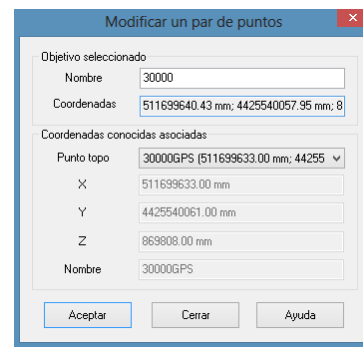 Modificar un par de puntos
Objetivo seleccionado
Nombre 30000
Coordenadas 511699640.43 mm; 4425540057.95 mm; 8
Coordenadas conocidas asociadas
Punto topo 30000GPS (511699633.00 mm; 44255
X 511699633.00 mm
Y 4425540061.00 mm
Z 869808.00 mm
Nombre 30000GPS
Aceptar Cerrar Ayuda